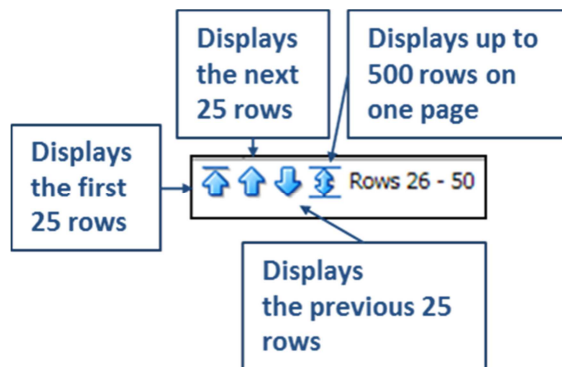 Displays
the next
25 rows
Displays up to
500 rows on
one page
Displays
the first
25 rows
Rows 26 - 50
Displays
the previous 25
rows